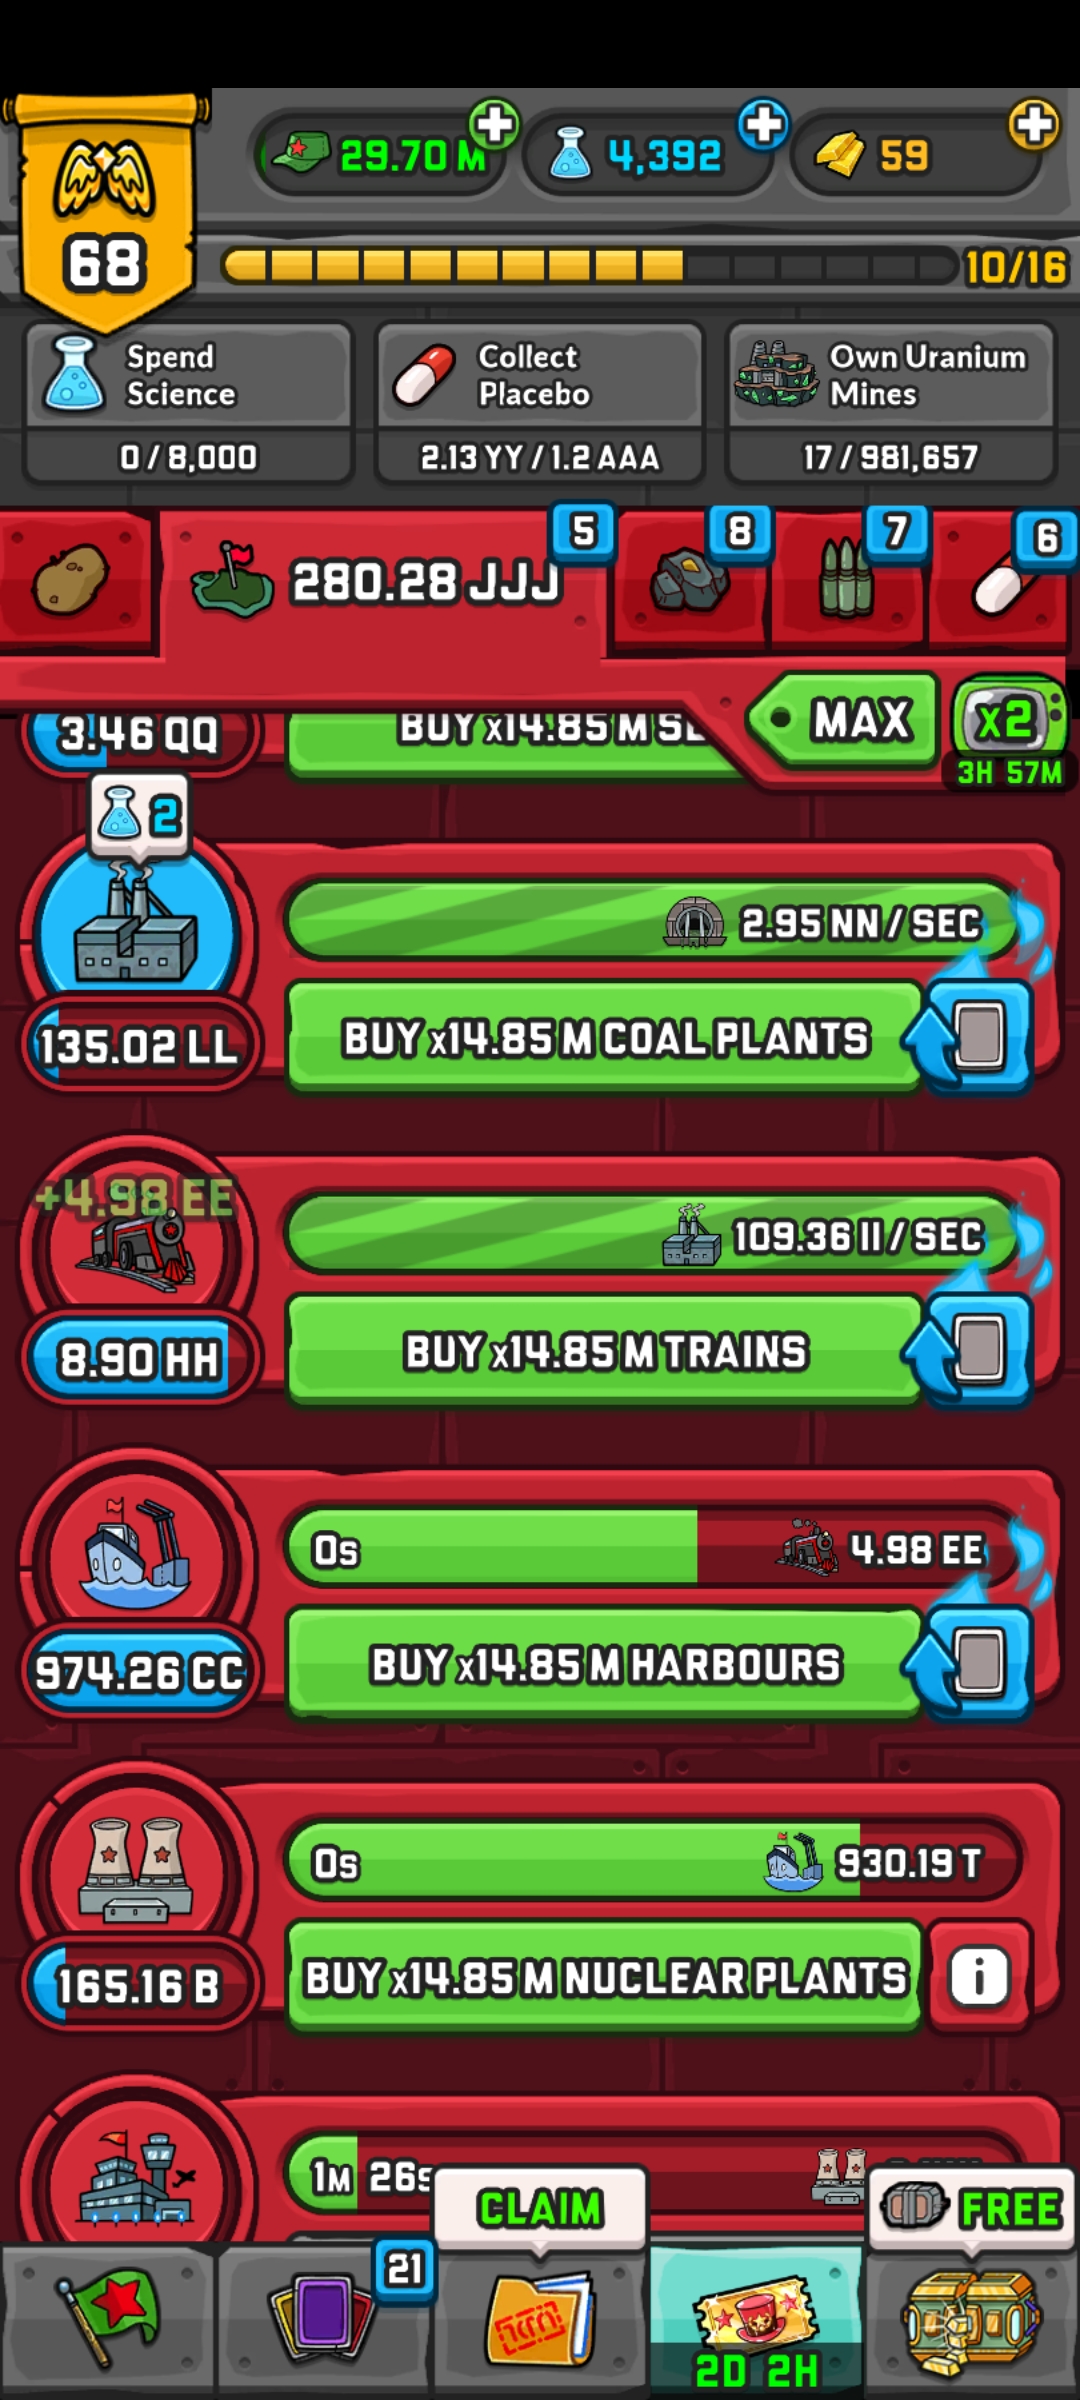 29.70 M
4,392
59
68
10/16
Spend
Science
Collect
Placebo
Own Uranium
Mines
0 / 8,000
2.13 YY / 1.2 AAA
17 / 981,657
280.28 JJJ
5
8
7
6
MAX
x2
3H 57M
3.46 QQ
BUY x14.85 M
2
2.95 NN / SEC
135.02 LL
BUY x14.85 M COAL PLANTS
+4.98 EE
109.36 II / SEC
8.90 HH
BUY x14.85 M TRAINS
0s
4.98 EE
974.26 CC
BUY x14.85 M HARBOURS
0s
930.19 T
165.16 B
BUY x14.85 M NUCLEAR PLANTS
i
1M 26s
CLAIM
FREE
21
2D 2H